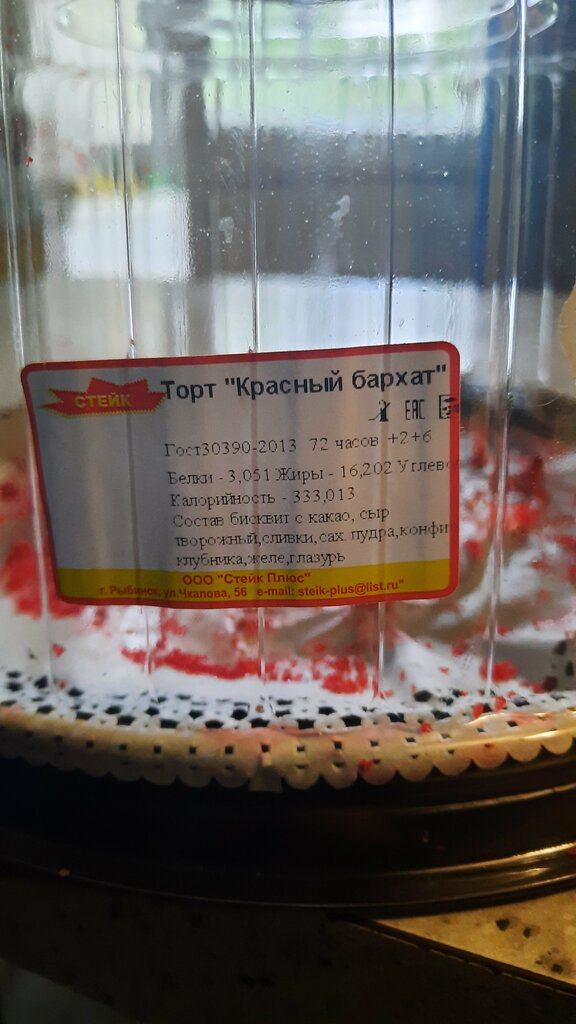 СТЕЙК
Торт "Красный бархат"
EAC
Гост30390-2013 72 часов +2+6
Белки - 3,051 Жиры - 16,202 Углев
Калорийность - 333,013
Состав бисквит с какао, сыр
творожный,сливки,сах. пудра,конфи
клубника,желе,глазурь
ООО "Стейк Плюс"
г. Рыбинск, ул.Чкалова, 56 e-mail: steik-plus@list.ru"